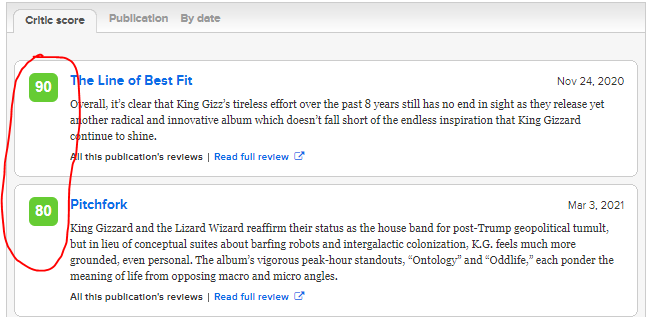 Critic score Publication By date
90 The Line of Best Fit Nov 24, 2020
Overall, it's clear that King Gizz's tireless effort over the past 8 years still has no end in sight as they release yet
another radical and innovative album which doesn't fall short of the endless inspiration that King Gizzard
continue to shine.
All this publication's reviews | Read full review
80 Pitchfork Mar 3, 2021
King Gizzard and the Lizard Wizard reaffirm their status as the house band for post-Trump geopolitical tumult,
but in lieu of conceptual suites about barfing robots and intergalactic colonization, K.G. feels much more
grounded, even personal. The album's vigorous peak-hour standouts, “Ontology” and “Oddlife,” each ponder the
meaning of life from opposing macro and micro angles.
All this publication's reviews | Read full review